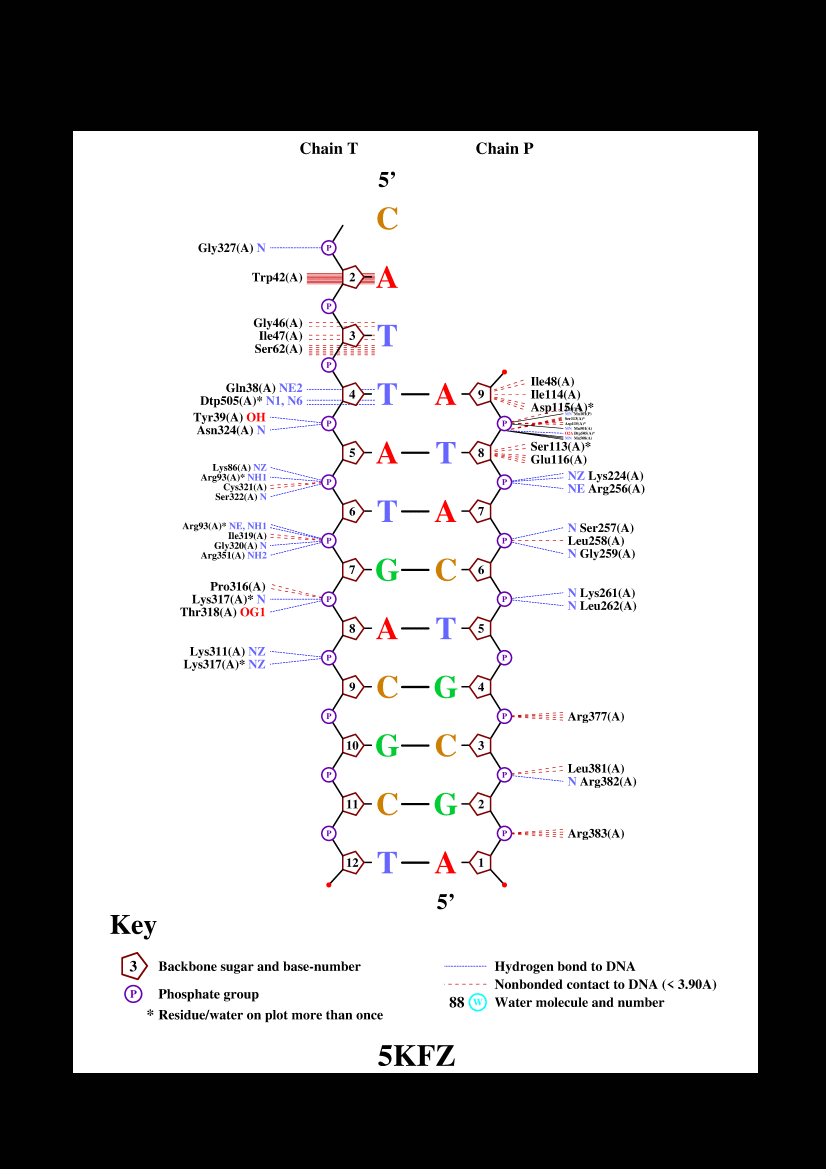 Chain T Chain P
5’
C
P
Gly327(A) N
Trp42(A) 2 A
P
Gly46(A)
Ile47(A) 3 T
Ser62(A)
P
Gln38(A) NE2 4 T A 9 Ile48(A)
Ile114(A)
Dtp505(A)* N1, N6 Asp115(A)*
Tyr39(A) OH P P
Asn324(A) N
5 A T 8 Ser113(A)*
Glu116(A)
Lys86(A) NZ NZ Lys224(A)
Arg93(A)* NH1 P P
Cys321(A) NE Arg256(A)
Ser322(A) N
6 T A 7
Arg93(A)* NE, NH1 N Ser257(A)
Ile319(A) P P Leu258(A)
Gly320(A) N N Gly259(A)
Arg351(A) NH2
7 G C 6
Pro316(A) N Lys261(A)
Lys317(A)* N P P
Thr318(A) OG1 N Leu262(A)
8 A T 5
Lys311(A) NZ P P
Lys317(A)* NZ
9 C G 4
P P Arg377(A)
10 G C 3
P P Leu381(A)
N Arg382(A)
11 C G 2
P P Arg383(A)
12 T A 1
5’
Key
3 Backbone sugar and base-number
P Phosphate group
* Residue/water on plot more than once
Hydrogen bond to DNA
Nonbonded contact to DNA (< 3.90A)
88 W Water molecule and number
5KFZ